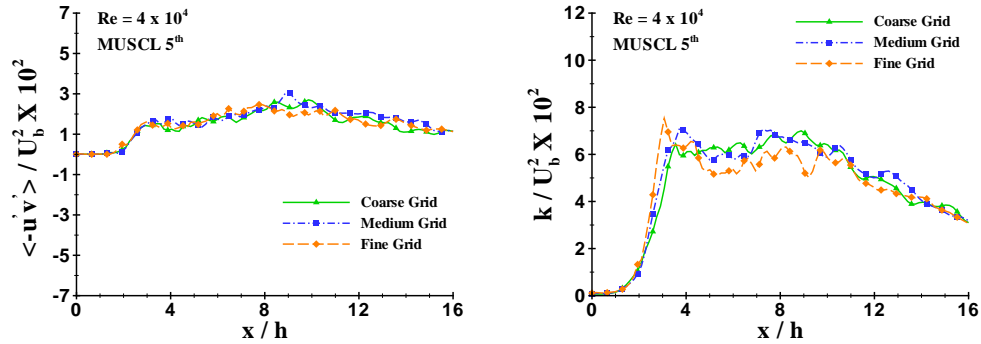 Re = 4 x 10⁴
MUSCL 5ᵗʰ
7
5
3
1
-1
-3
-5
-7
<-u'v'> / U_b² X 10²
Coarse Grid
Medium Grid
Fine Grid
0 4 8 12 16
x / h
Re = 4 x 10⁴
MUSCL 5ᵗʰ
12
10
8
6
4
2
0
k / U_b² X 10²
Coarse Grid
Medium Grid
Fine Grid
0 4 8 12 16
x / h